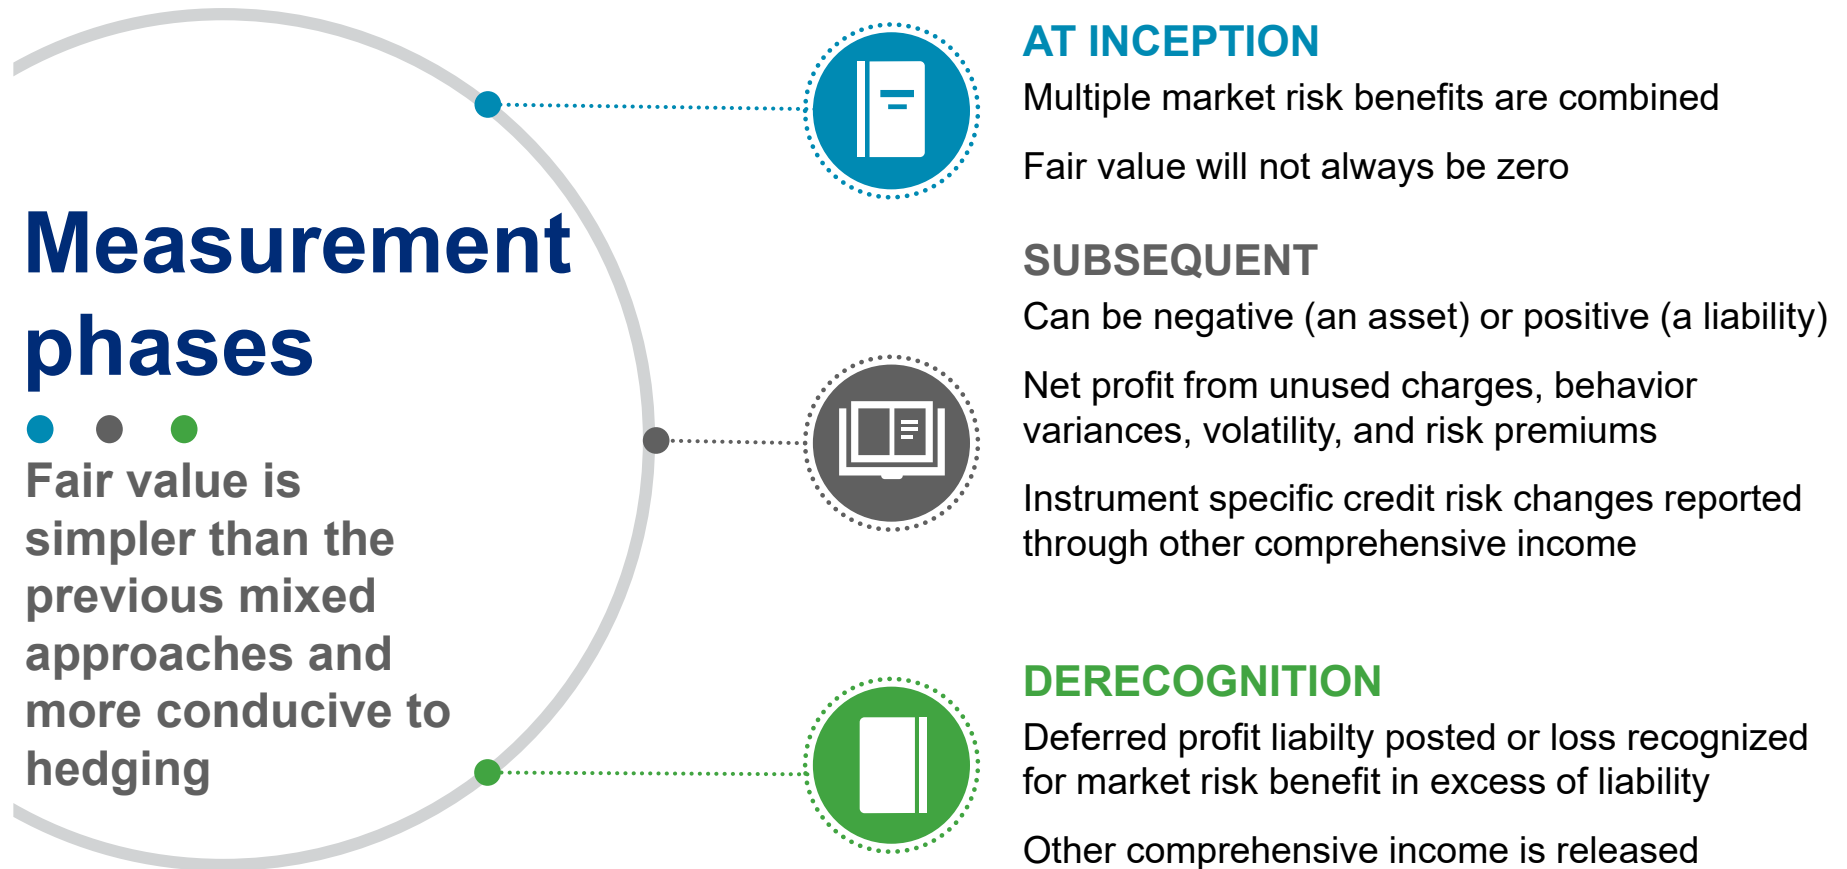 Measurement
phases
Fair value is
simpler than the
previous mixed
approaches and
more conducive to
hedging
AT INCEPTION
Multiple market risk benefits are combined
Fair value will not always be zero
SUBSEQUENT
Can be negative (an asset) or positive (a liability)
Net profit from unused charges, behavior
variances, volatility, and risk premiums
Instrument specific credit risk changes reported
through other comprehensive income
DERECOGNITION
Deferred profit liabilty posted or loss recognized
for market risk benefit in excess of liability
Other comprehensive income is released